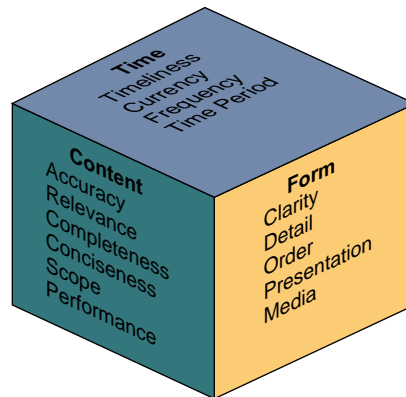 Time
Timeliness
Currency
Frequency
Time Period
Content
Accuracy
Relevance
Completeness
Conciseness
Scope
Performance
Form
Clarity
Detail
Order
Presentation
Media